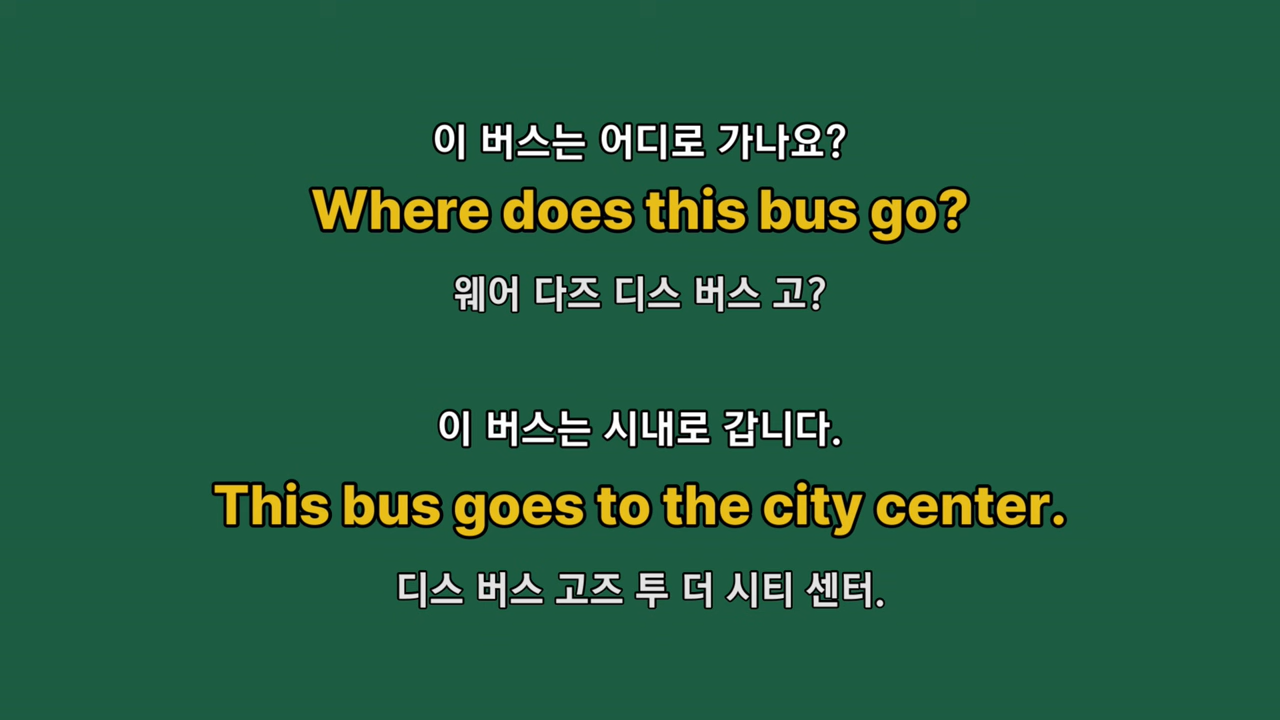 이 버스는 어디로 가나요?
Where does this bus go?
웨어 다즈 디스 버스 고?
이 버스는 시내로 갑니다.
This bus goes to the city center.
디스 버스 고즈 투 더 시티 센터.